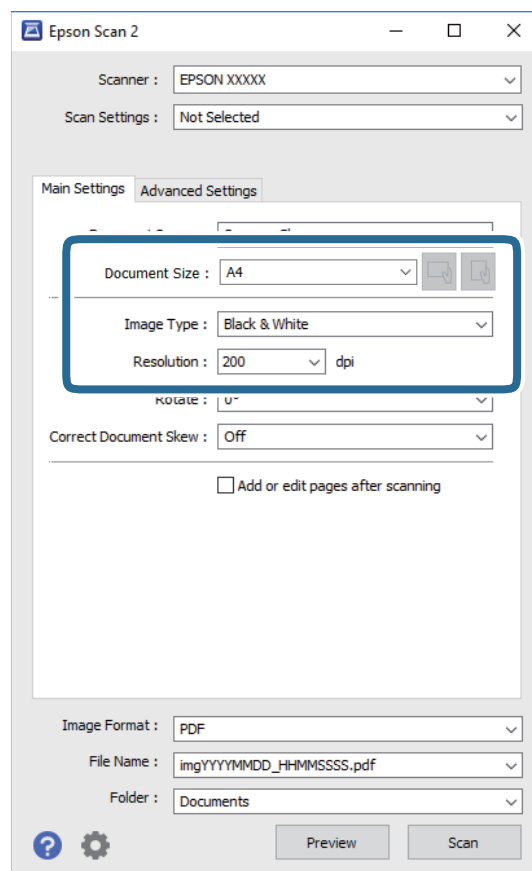 Epson Scan 2
Scanner : EPSON XXXXX
Scan Settings : Not Selected
Main Settings Advanced Settings
Document Size : A4
Image Type : Black & White
Resolution : 200 dpi
Rotate : 0°
Correct Document Skew : Off
Add or edit pages after scanning
Image Format : PDF
File Name : imgYYYYMMDD_HHMMSSSS.pdf
Folder : Documents
? Preview Scan